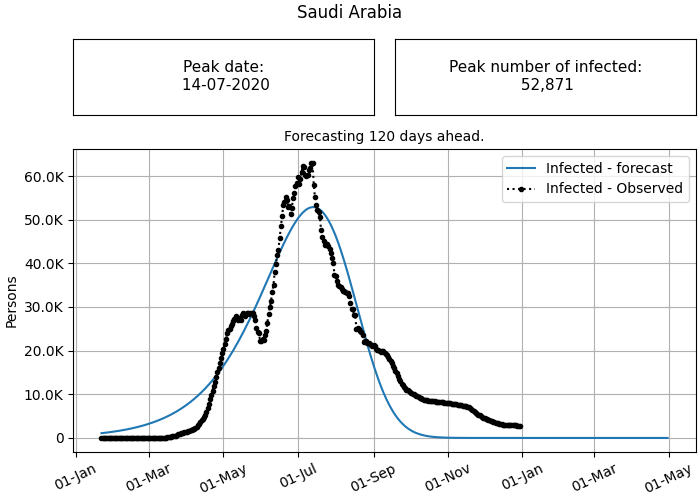 Saudi Arabia
Peak date:
14-07-2020
Peak number of infected:
52,871
Forecasting 120 days ahead.
Infected - forecast
Infected - Observed
Persons
60.0K
50.0K
40.0K
30.0K
20.0K
10.0K
0
01-Jan
01-Mar
01-May
01-Jul
01-Sep
01-Nov
01-Jan
01-Mar
01-May